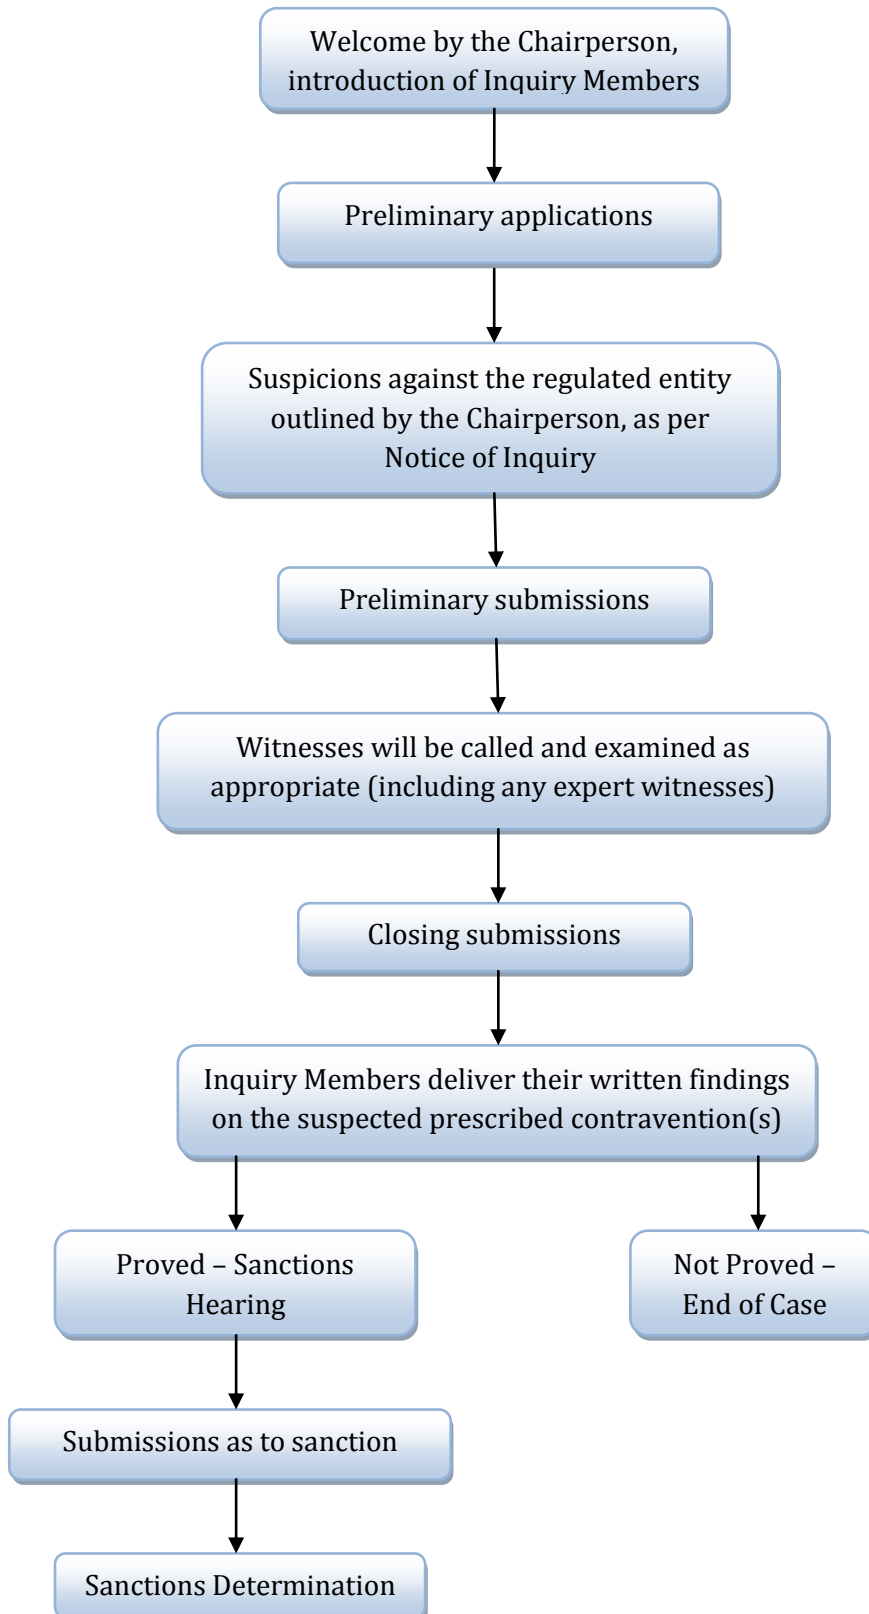 Welcome by the Chairperson,
introduction of Inquiry Members
Preliminary applications
Suspicions against the regulated entity
outlined by the Chairperson, as per
Notice of Inquiry
Preliminary submissions
Witnesses will be called and examined as
appropriate (including any expert witnesses)
Closing submissions
Inquiry Members deliver their written findings
on the suspected prescribed contravention(s)
Proved – Sanctions
Hearing
Not Proved –
End of Case
Submissions as to sanction
Sanctions Determination